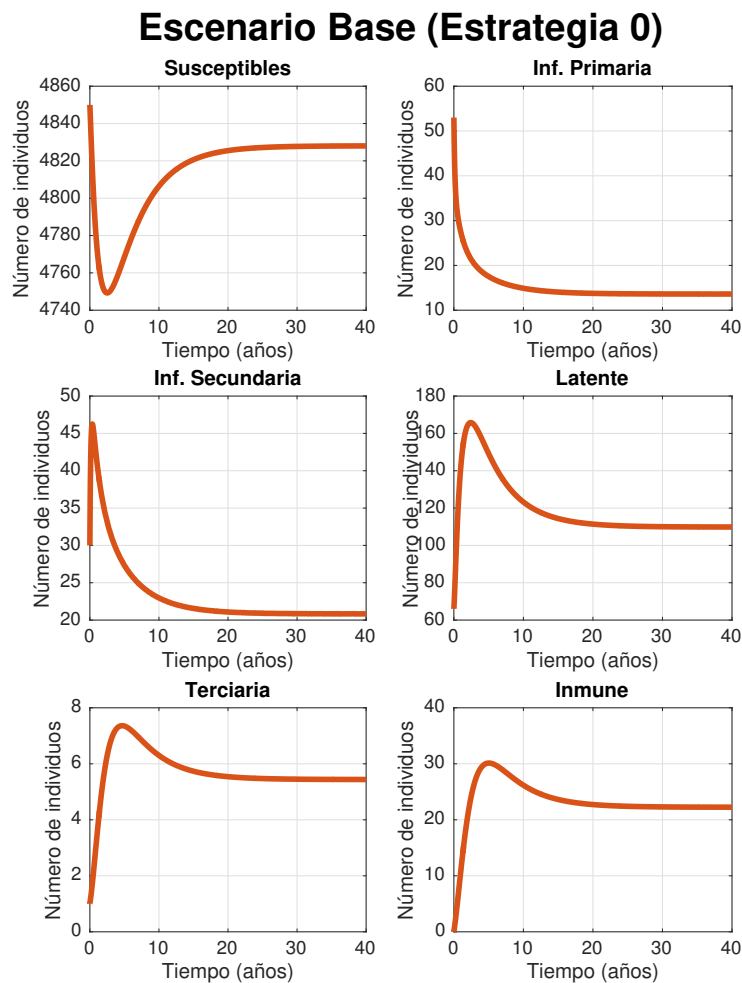 Escenario Base (Estrategia 0)
Susceptibles
Número de individuos
4860
4840
4820
4800
4780
4760
4740
0 10 20 30 40
Tiempo (años)
Inf. Primaria
Número de individuos
60
50
40
30
20
10
0 10 20 30 40
Tiempo (años)
Inf. Secundaria
Número de individuos
50
45
40
35
30
25
20
0 10 20 30 40
Tiempo (años)
Latente
Número de individuos
180
160
140
120
100
80
60
0 10 20 30 40
Tiempo (años)
Terciaria
Número de individuos
8
6
4
2
0
0 10 20 30 40
Tiempo (años)
Inmune
Número de individuos
40
30
20
10
0
0 10 20 30 40
Tiempo (años)